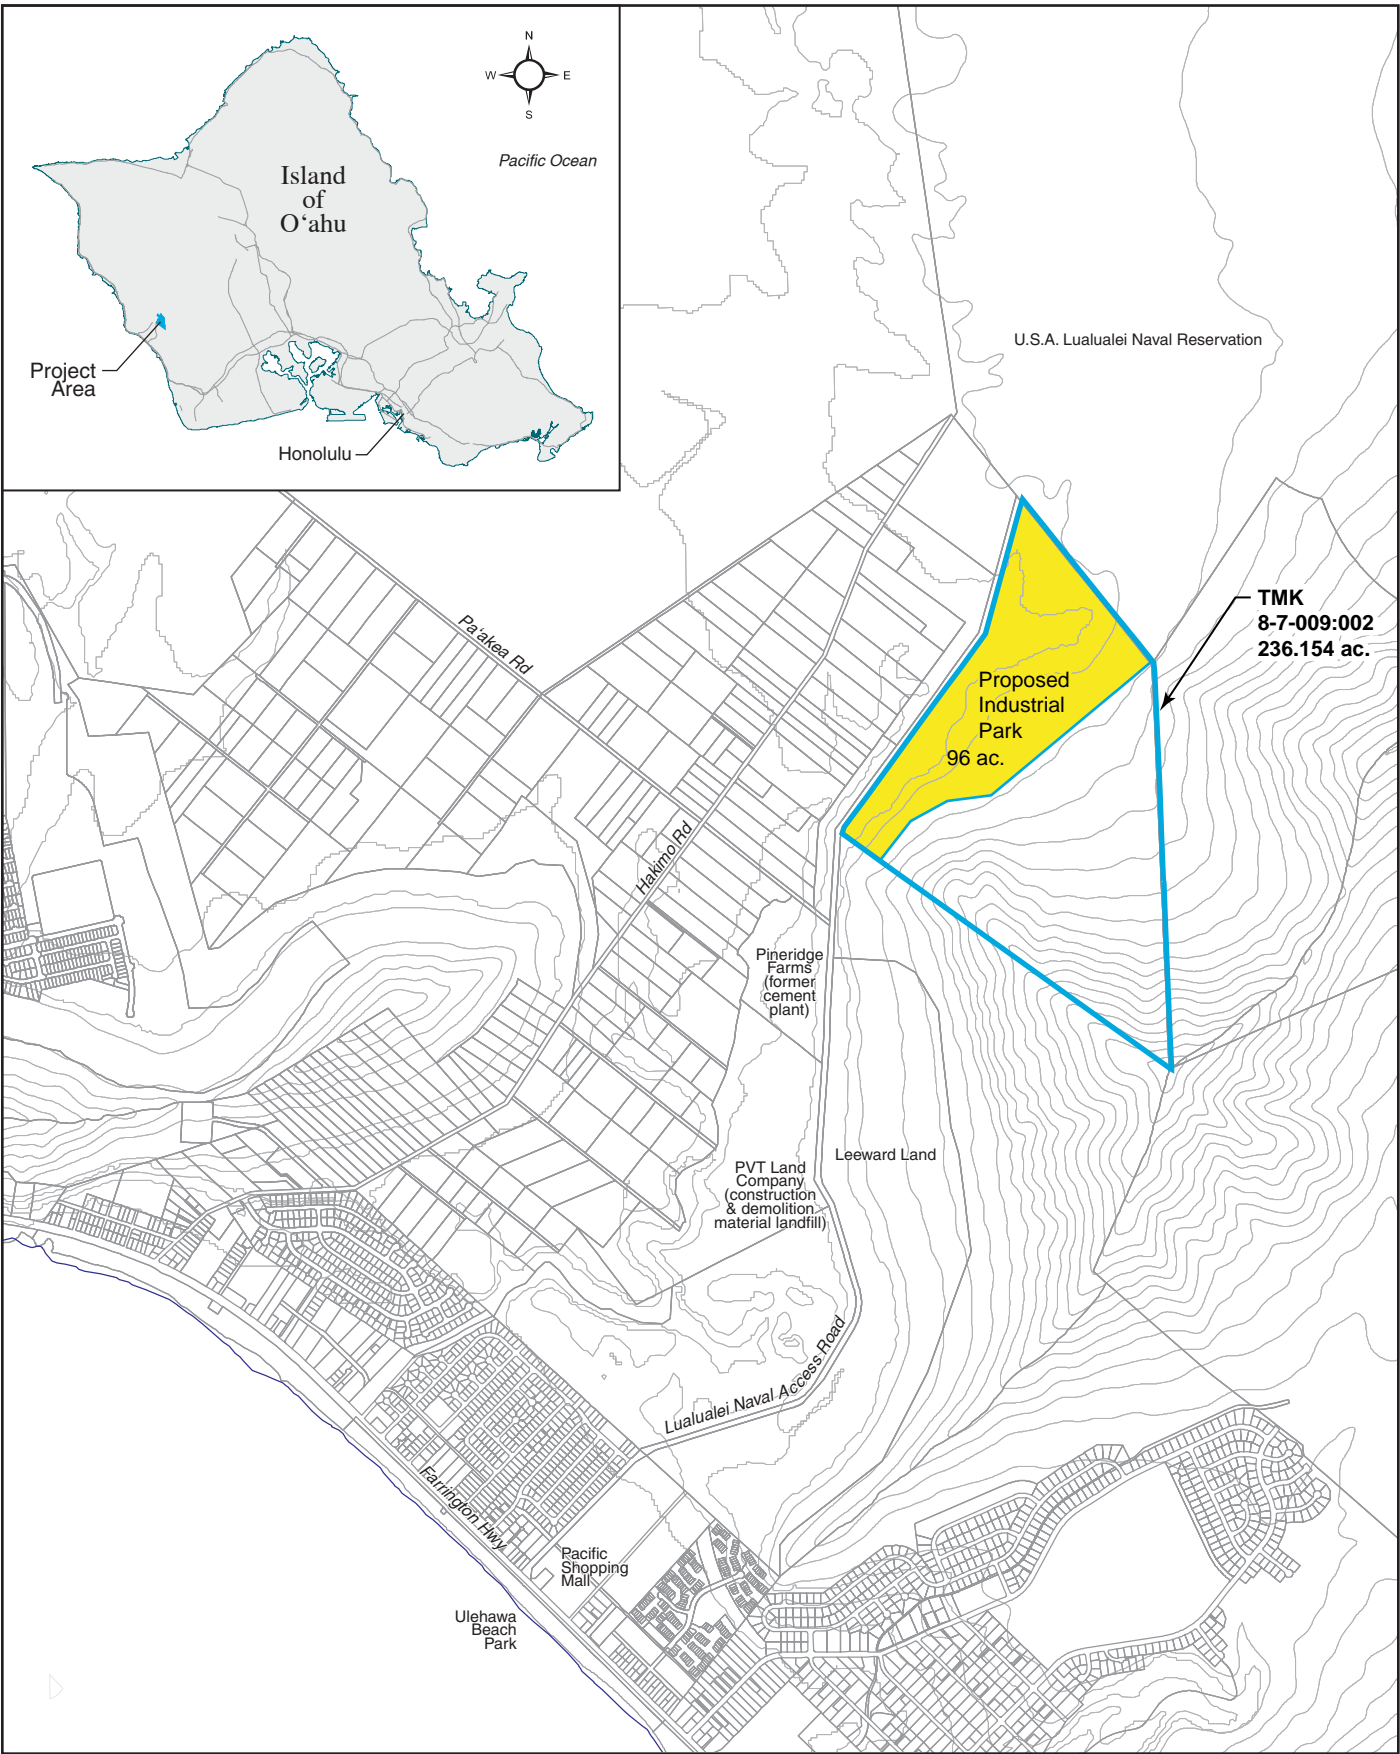 N
W
E
S
Pacific Ocean
Island
of
O‘ahu
Project
Area
Honolulu
U.S.A. Lualualei Naval Reservation
TMK
8-7-009:002
236.154 ac.
Pa‘akea Rd
Proposed
Industrial
Park
96 ac.
Hakimo Rd
Pineridge
Farms
(former
cement
plant)
Leeward Land
PVT Land
Company
(construction
& demolition
material landfill)
Lualualei Naval Access Road
Farrington Hwy
Pacific
Shopping
Mall
Ulehawa
Beach
Park